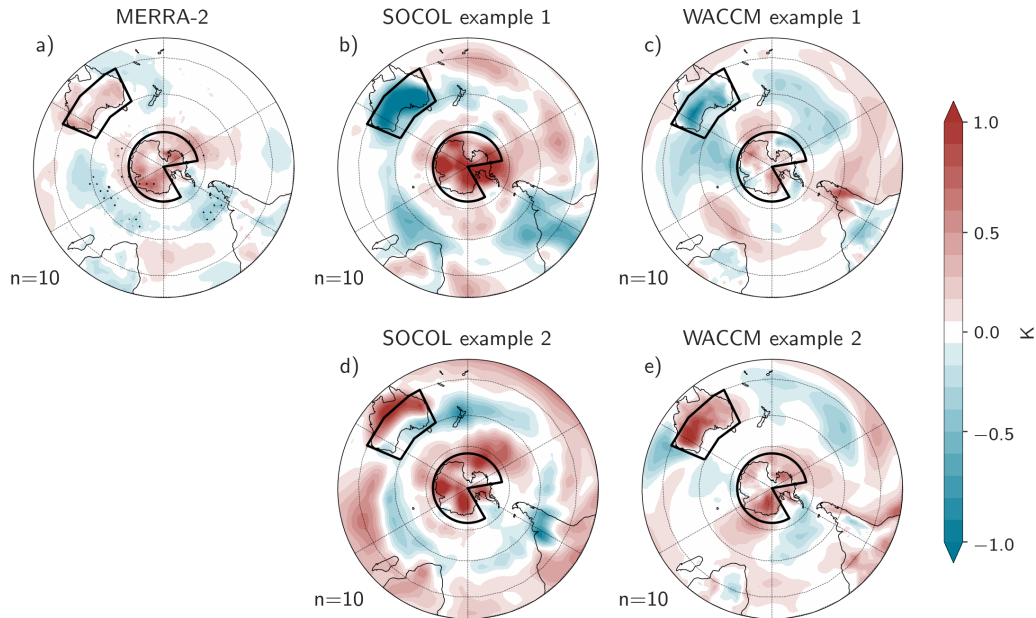 MERRA-2
SOCOL example 1
WACCM example 1
a)
b)
c)
n=10
n=10
n=10
SOCOL example 2
WACCM example 2
d)
e)
n=10
n=10
1.0
0.5
0.0
−0.5
−1.0
K